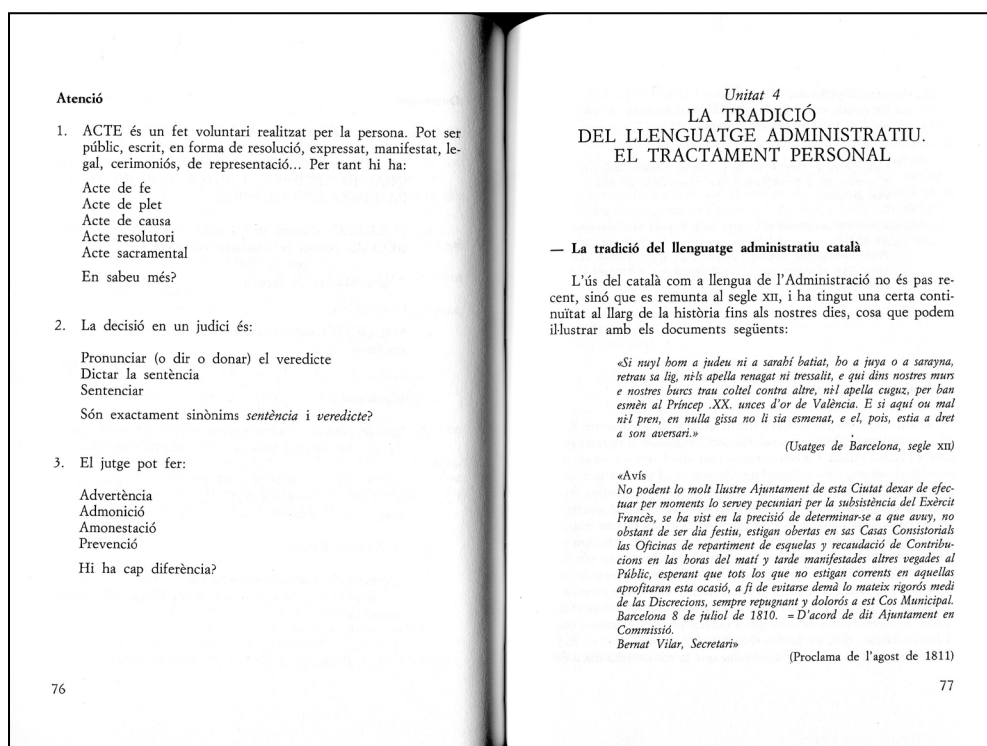 Atenció
1. ACTE és un fet voluntari realitzat per la persona. Pot ser
públic, escrit, en forma de resolució, expressat, manifestat, le-
gal, cerimoniós, de representació... Per tant hi ha:
Acte de fe
Acte de plet
Acte de causa
Acte resolutori
Acte sacramental
En sabeu més?
2. La decisió en un judici és:
Pronunciar (o dir o donar) el veredicte
Dictar la sentència
Sentenciar
Són exactament sinònims sentència i veredicte?
3. El jutge pot fer:
Advertència
Admonició
Amonestació
Prevenció
Hi ha cap diferència?
76
Unitat 4
LA TRADICIÓ
DEL LLENGUATGE ADMINISTRATIU.
EL TRACTAMENT PERSONAL
— La tradició del llenguatge administratiu català
L'ús del català com a llengua de l'Administració no és pas re-
cent, sinó que es remunta al segle XII, i ha tingut una certa conti-
nuïtat al llarg de la història fins als nostres dies, cosa que podem
il·lustrar amb els documents següents:
«Si nuyl hom a judeu ni a sarahí batiat, ho a juya o a sarayna,
retrau sa lig, ni·ls apella renagat ni tressalit, e qui dins nostres murs
e nostres burcs trau coltel contra altre, ni·l apella cuguz, per ban
esmèn al Príncep .XX. unces d'or de València. E si aquí ou mal
ni·l pren, en nulla gissa no li sia esmenat, e el, pois, estia a dret
a son aversari.»
(Usatges de Barcelona, segle XII)
«Avís
No podent lo molt Ilustre Ajuntament de esta Ciutat dexar de efec-
tuar per moments lo servey pecuniari per la subsistència del Exèrcit
Francès, se ha vist en la precisió de determinar-se a que avuy, no
obstant de ser dia festiu, estigan obertas en sas Casas Consistorials
las Oficinas de repartiment de esquelas y recaudació de Contribu-
cions en las horas del matí y tarde manifestades altres vegades al
Públic, esperant que tots los que no estigan corrents en aquellas
aprofitaran esta ocasió, a fi de evitarse demà lo mateix rigorós medi
de las Discrecions, sempre repugnant y dolorós a est Cos Municipal.
Barcelona 8 de juliol de 1810. = D'acord de dit Ajuntament en
Commissió.
Bernat Vilar, Secretari»
(Proclama de l'agost de 1811)
77